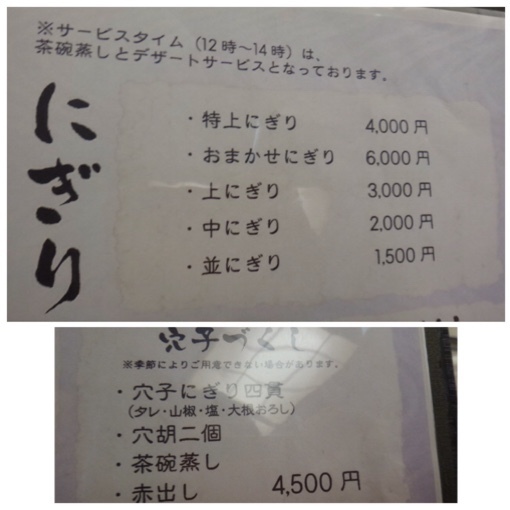 ※サービスタイム（12時〜14時）は、
茶碗蒸しとデザートサービスとなっております。
にぎり
・特上にぎり 4,000円
・おまかせにぎり 6,000円
・上にぎり 3,000円
・中にぎり 2,000円
・並にぎり 1,500円
穴子づくし
※季節によりご用意できない場合があります。
・穴子にぎり四貫
（タレ・山椒・塩・大根おろし）
・穴胡二個
・茶碗蒸し
・赤出し 4,500円